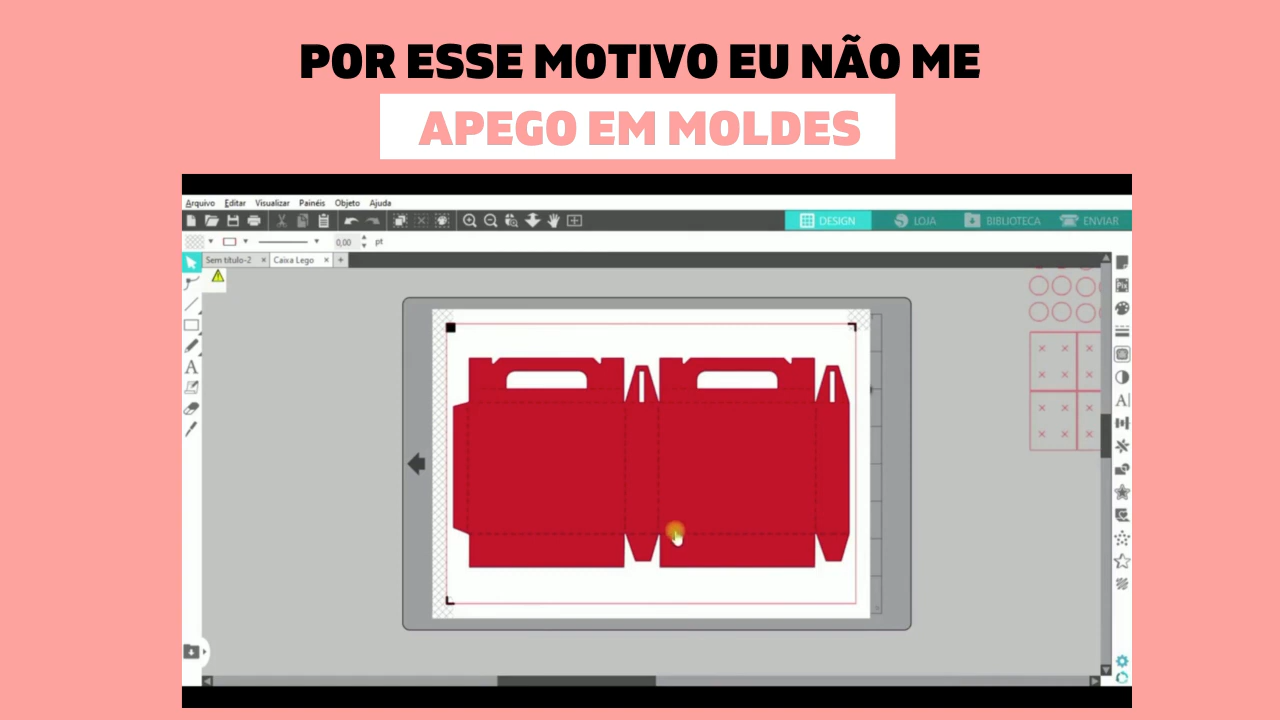 POR ESSE MOTIVO EU NÃO ME
APEGO EM MOLDES
Arquivo Editar Visualizar Painéis Objeto Ajuda
DESIGN LOJA BIBLIOTECA ENVIAR
0,00 pt
Sem título-2 × Caixa Lego × +